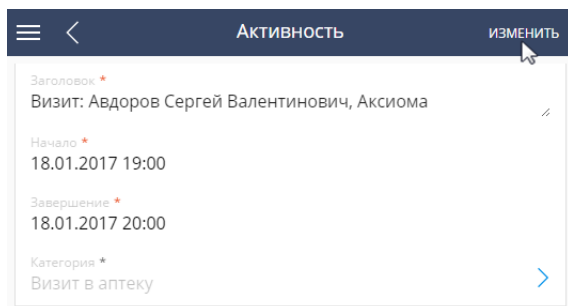 Активность
ИЗМЕНИТЬ
Заголовок *
Визит: Авдоров Сергей Валентинович, Аксиома
Начало *
18.01.2017 19:00
Завершение *
18.01.2017 20:00
Категория *
Визит в аптеку